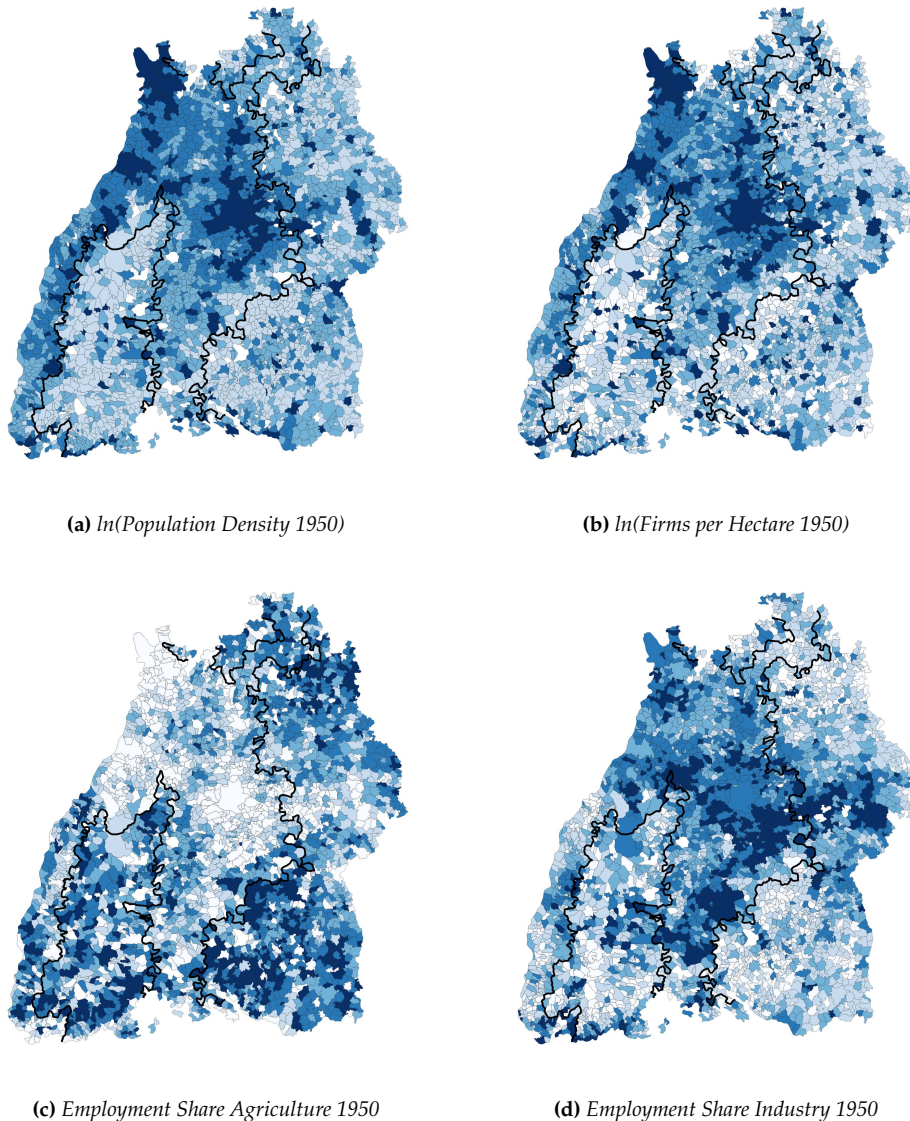 (a) ln(Population Density 1950)
(b) ln(Firms per Hectare 1950)
(c) Employment Share Agriculture 1950
(d) Employment Share Industry 1950